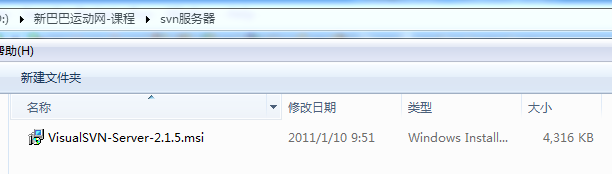 :) 新巴巴运动网-课程 svn服务器
帮助(H)
新建文件夹
名称 修改日期 类型 大小
VisualSVN-Server-2.1.5.msi 2011/1/10 9:51 Windows Install... 4,316 KB